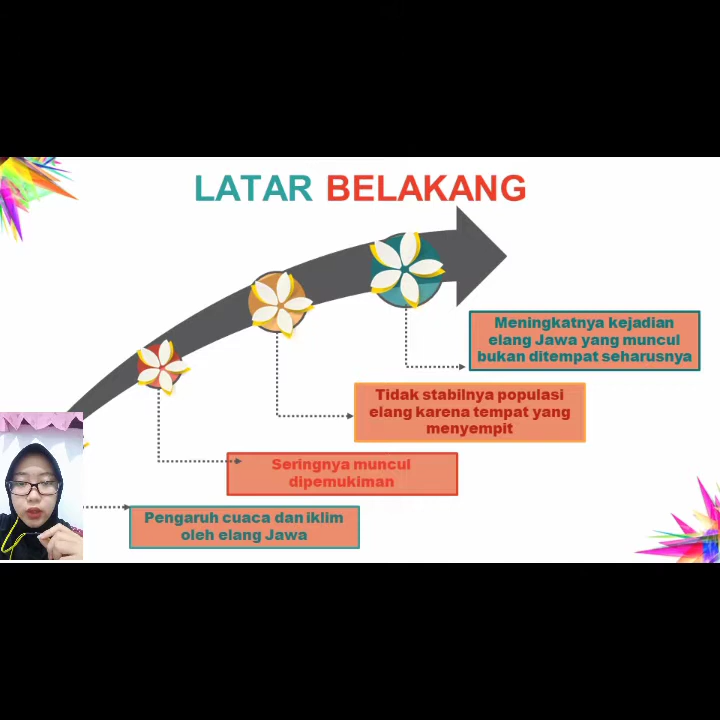 LATAR BELAKANG
Meningkatnya kejadian
elang Jawa yang muncul
bukan ditempat seharusnya
Tidak stabilnya populasi
elang karena tempat yang
menyempit
Seringnya muncul
dipemukiman
Pengaruh cuaca dan iklim
oleh elang Jawa